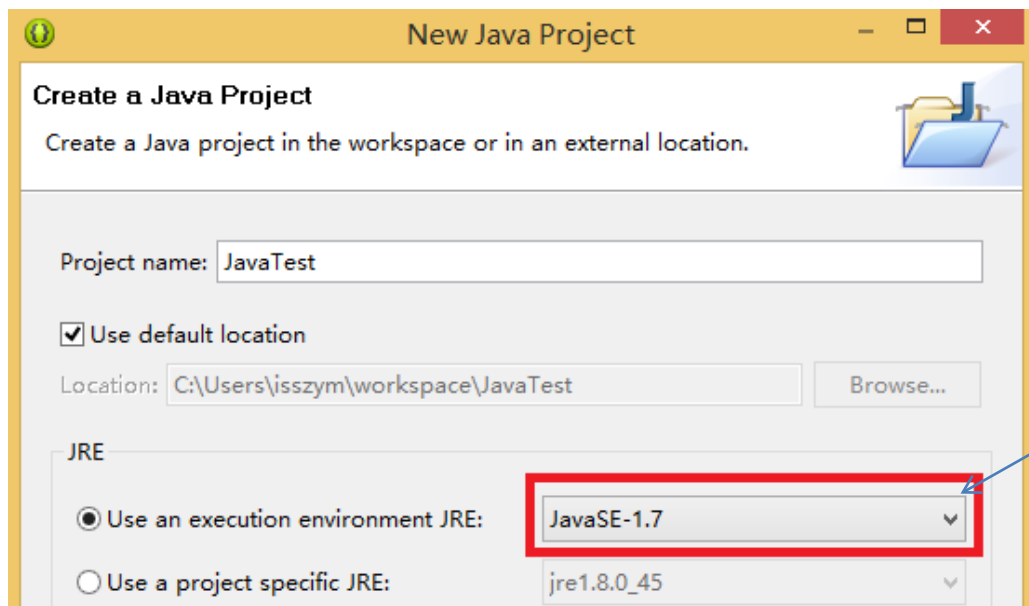 New Java Project
Create a Java Project
Create a Java project in the workspace or in an external location.
Project name: JavaTest
Use default location
Location: C:\Users\isszym\workspace\JavaTest Browse...
JRE
Use an execution environment JRE: JavaSE-1.7
Use a project specific JRE: jre1.8.0_45